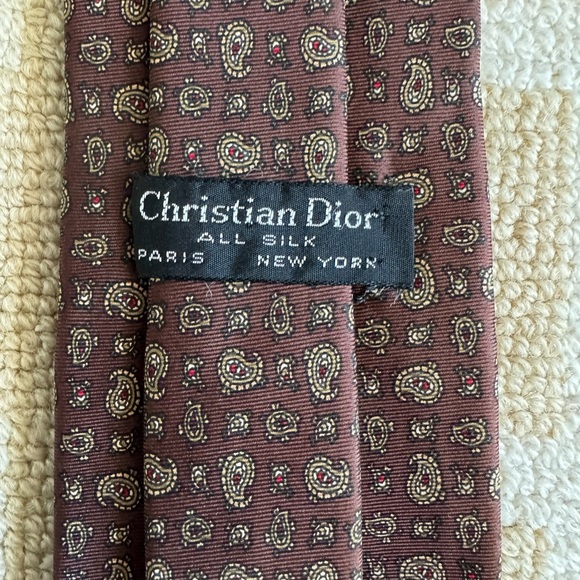 Christian Dior
ALL SILK
PARIS NEW YORK